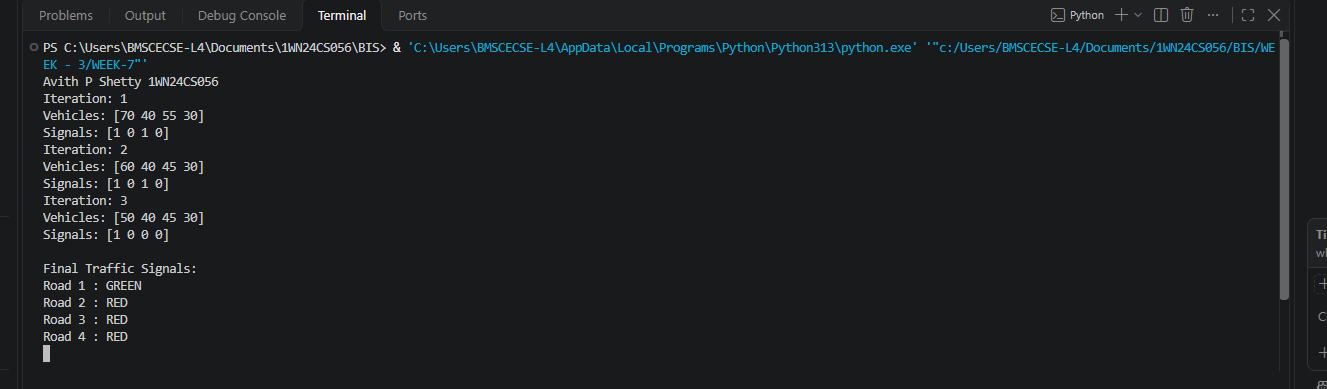 Problems Output Debug Console Terminal Ports Python
PS C:\Users\BMSCECSE-L4\Documents\1WN24CS056\BIS> & 'C:\Users\BMSCECSE-L4\AppData\Local\Programs\Python\Python313\python.exe' '"c:/Users/BMSCECSE-L4/Documents/1WN24CS056/BIS/WE
EK - 3/WEEK-7"'
Avith P Shetty 1WN24CS056
Iteration: 1
Vehicles: [70 40 55 30]
Signals: [1 0 1 0]
Iteration: 2
Vehicles: [60 40 45 30]
Signals: [1 0 1 0]
Iteration: 3
Vehicles: [50 40 45 30]
Signals: [1 0 0 0]
Final Traffic Signals:
Road 1 : GREEN
Road 2 : RED
Road 3 : RED
Road 4 : RED